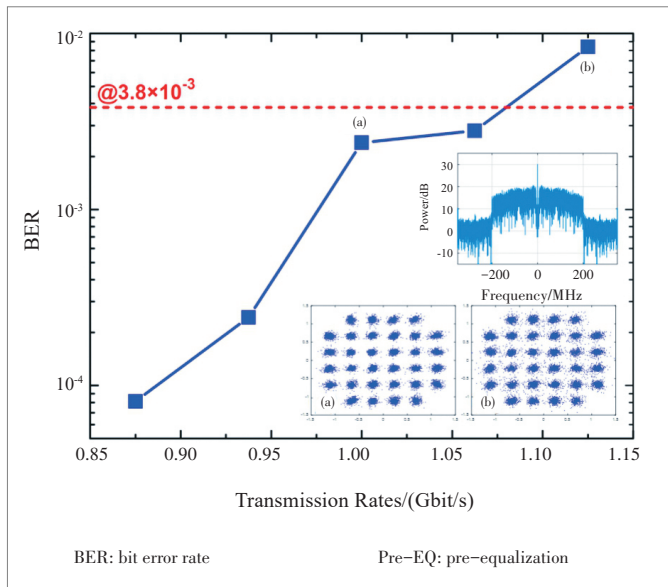 10⁻²
@3.8×10⁻³
(b)
(a)
BER
10⁻³
10⁻⁴
Power/dB
30
20
10
0
−10
−200
0
200
Frequency/MHz
(a)
(b)
0.85
0.90
0.95
1.00
1.05
1.10
1.15
Transmission Rates/(Gbit/s)
BER: bit error rate
Pre−EQ: pre−equalization